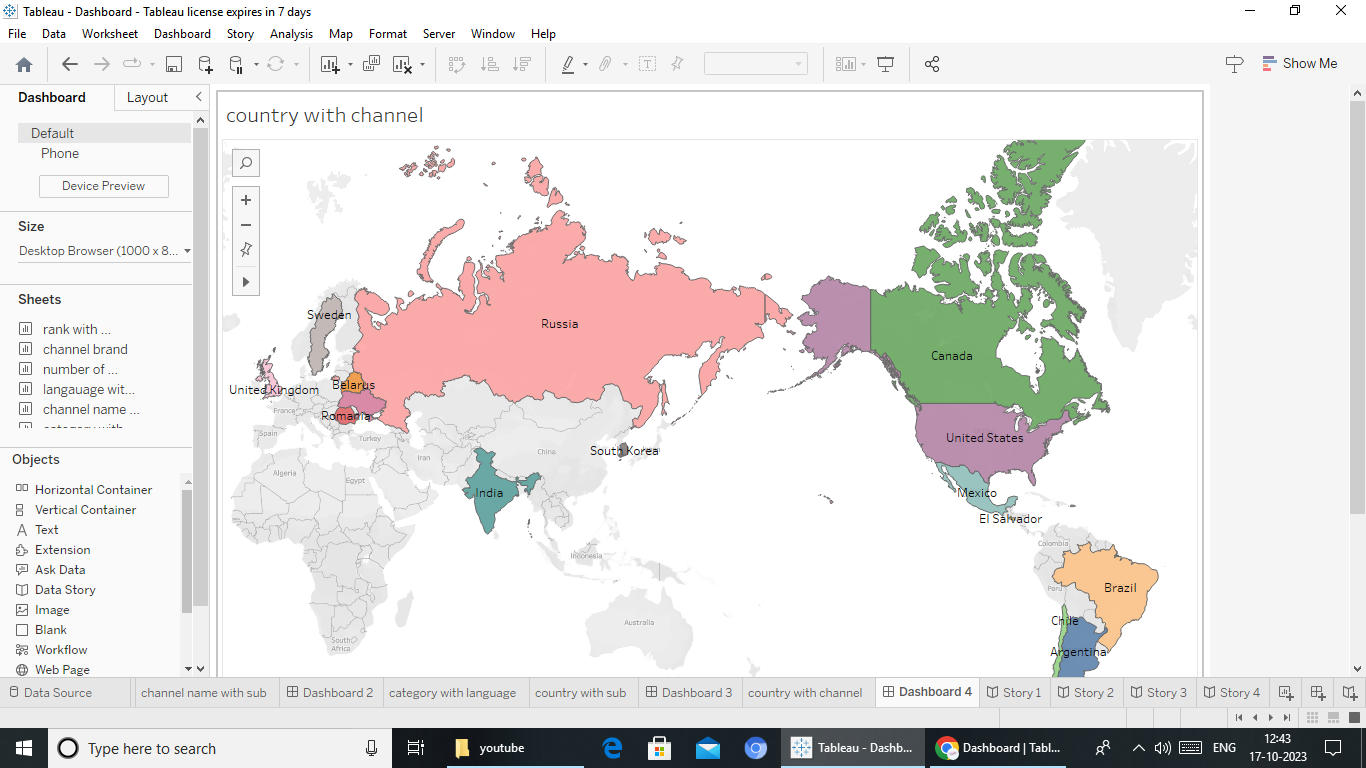 Tableau - Dashboard - Tableau license expires in 7 days
File Data Worksheet Dashboard Story Analysis Map Format Server Window Help
Show Me
Dashboard Layout
Default
Phone
Device Preview
Size
Desktop Browser (1000 x 8...
Sheets
rank with ...
channel brand
number of ...
langauage wit...
channel name ...
Objects
Horizontal Container
Vertical Container
Text
Extension
Ask Data
Data Story
Image
Blank
Workflow
Web Page
country with channel
Sweden
Russia
Canada
United Kingdom
Belarus
France
Romania
Spain
Turkey
United States
South Korea
China
Iran
Algeria
Egypt
India
Mexico
El Salvador
Colombia
Indonesia
Peru
Brazil
Australia
Chile
South
Africa
Argentina
Data Source channel name with sub Dashboard 2 category with language country with sub Dashboard 3 country with channel Dashboard 4 Story 1 Story 2 Story 3 Story 4
Type here to search
youtube
Tableau - Dashb...
Dashboard | Tabl...
ENG
12:43
17-10-2023